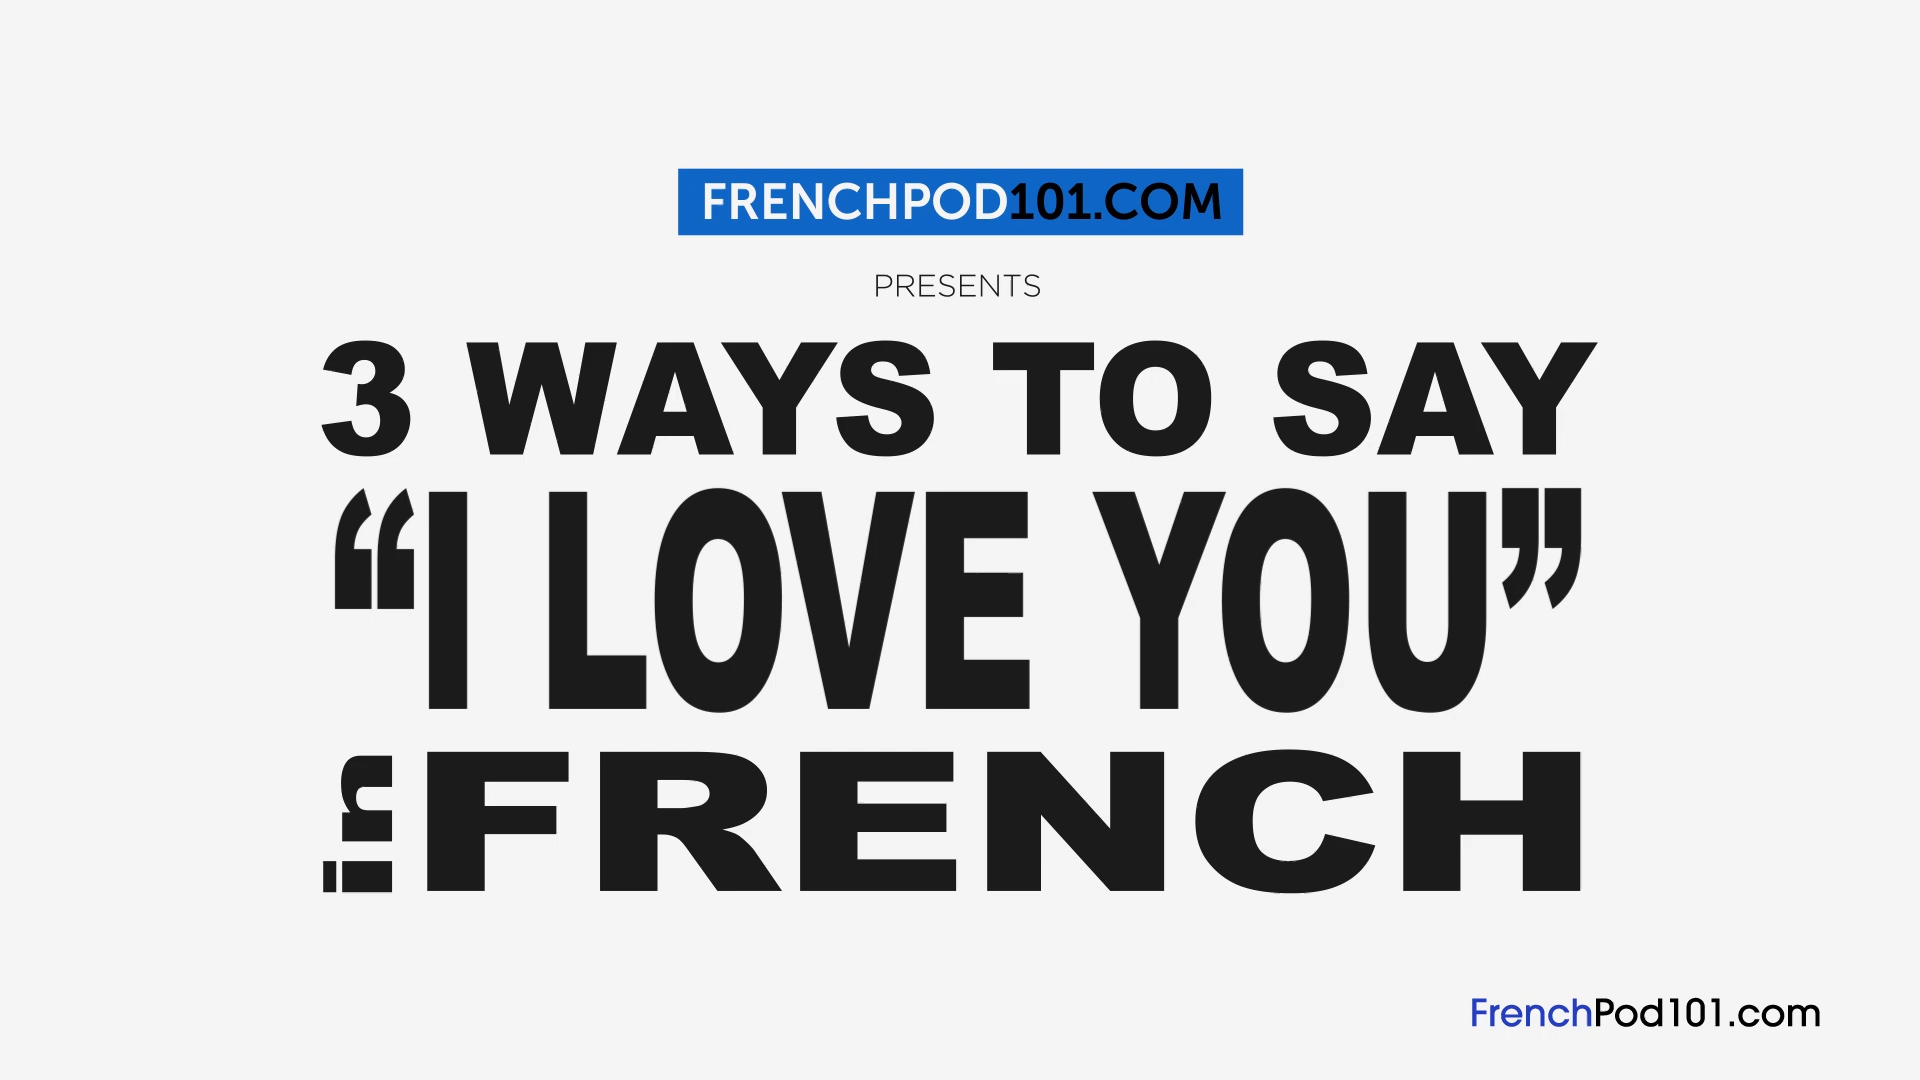 FRENCHPOD101.COM
PRESENTS
3 WAYS TO SAY
“I LOVE YOU”
in FRENCH
FrenchPod101.com